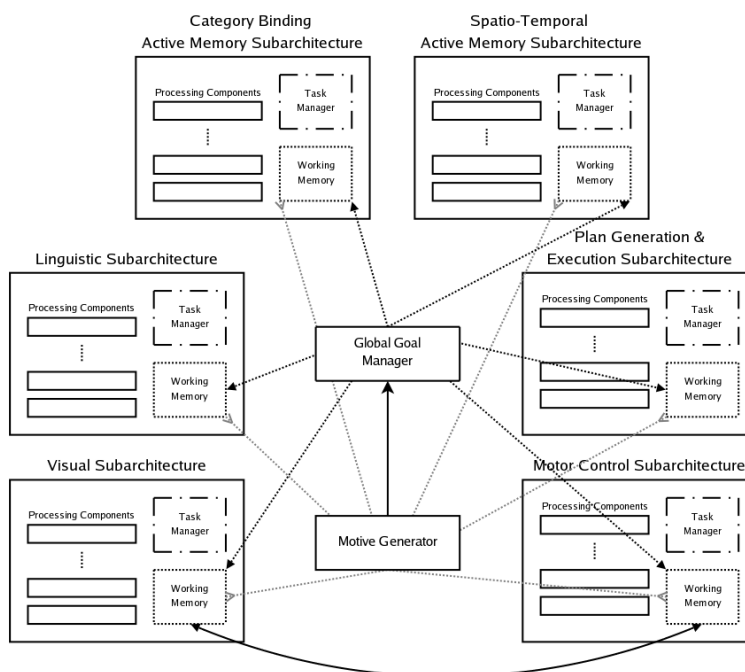 Category Binding
Active Memory Subarchitecture
Processing Components
Task
Manager
Working
Memory
Spatio-Temporal
Active Memory Subarchitecture
Processing Components
Task
Manager
Working
Memory
Linguistic Subarchitecture
Processing Components
Task
Manager
Working
Memory
Global Goal
Manager
Plan Generation &
Execution Subarchitecture
Processing Components
Task
Manager
Working
Memory
Visual Subarchitecture
Processing Components
Task
Manager
Working
Memory
Motive Generator
Motor Control Subarchitecture
Processing Components
Task
Manager
Working
Memory